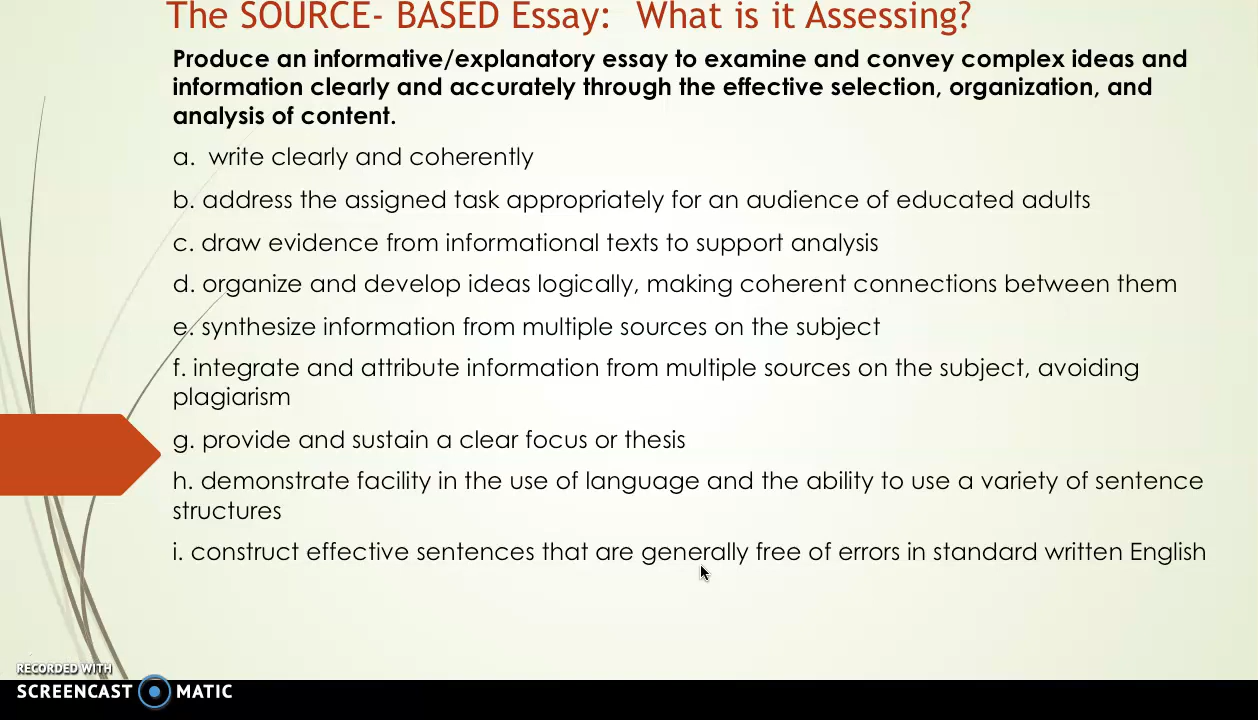 The SOURCE- BASED Essay: What is it Assessing?
Produce an informative/explanatory essay to examine and convey complex ideas and
information clearly and accurately through the effective selection, organization, and
analysis of content.
a. write clearly and coherently
b. address the assigned task appropriately for an audience of educated adults
c. draw evidence from informational texts to support analysis
d. organize and develop ideas logically, making coherent connections between them
e. synthesize information from multiple sources on the subject
f. integrate and attribute information from multiple sources on the subject, avoiding
plagiarism
g. provide and sustain a clear focus or thesis
h. demonstrate facility in the use of language and the ability to use a variety of sentence
structures
i. construct effective sentences that are generally free of errors in standard written English
RECORDED WITH
SCREENCAST MATIC